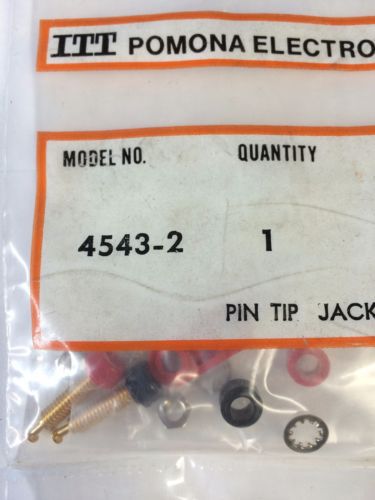 ITT POMONA ELECTRO
MODEL NO. QUANTITY
4543-2 1
PIN TIP JACK